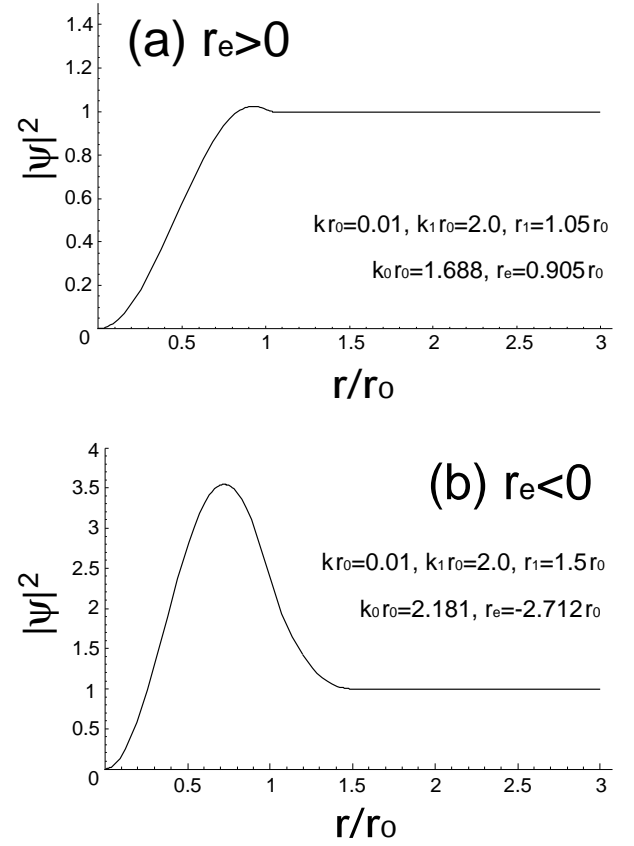 (a) rₑ>0
1.4
1.2
1
0.8
0.6
0.4
0.2
0
|ψ|²
kr₀=0.01, k₁r₀=2.0, r₁=1.05r₀
k₀r₀=1.688, rₑ=0.905r₀
0.5 1 1.5 2 2.5 3
r/r₀
(b) rₑ<0
4
3.5
3
2.5
2
1.5
1
0.5
0
|ψ|²
kr₀=0.01, k₁r₀=2.0, r₁=1.5r₀
k₀r₀=2.181, rₑ=-2.712r₀
0.5 1 1.5 2 2.5 3
r/r₀